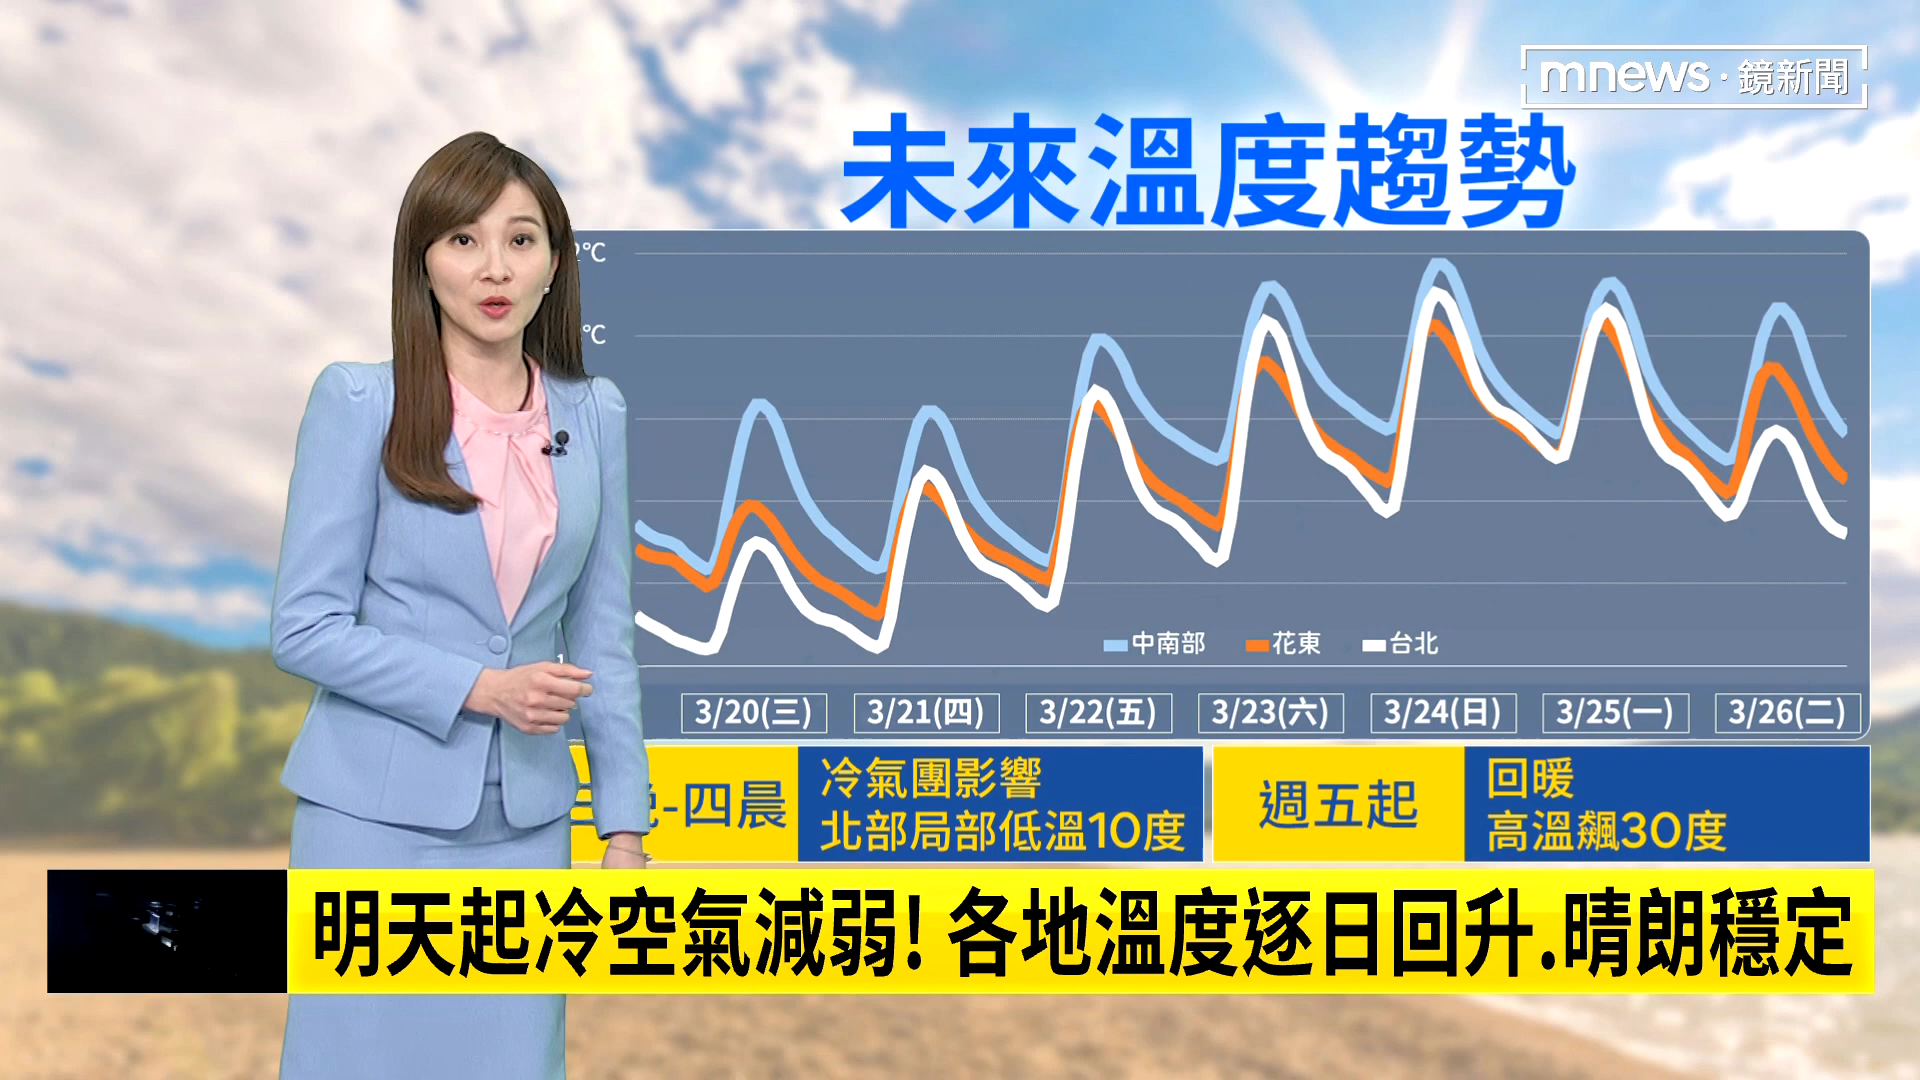 mnews·鏡新聞
未來溫度趨勢
℃
℃
中南部
花東
台北
3/20(三)
3/21(四)
3/22(五)
3/23(六)
3/24(日)
3/25(一)
3/26(二)
-四晨
冷氣團影響
北部局部低溫10度
週五起
回暖
高溫飆30度
明天起冷空氣減弱! 各地溫度逐日回升.晴朗穩定